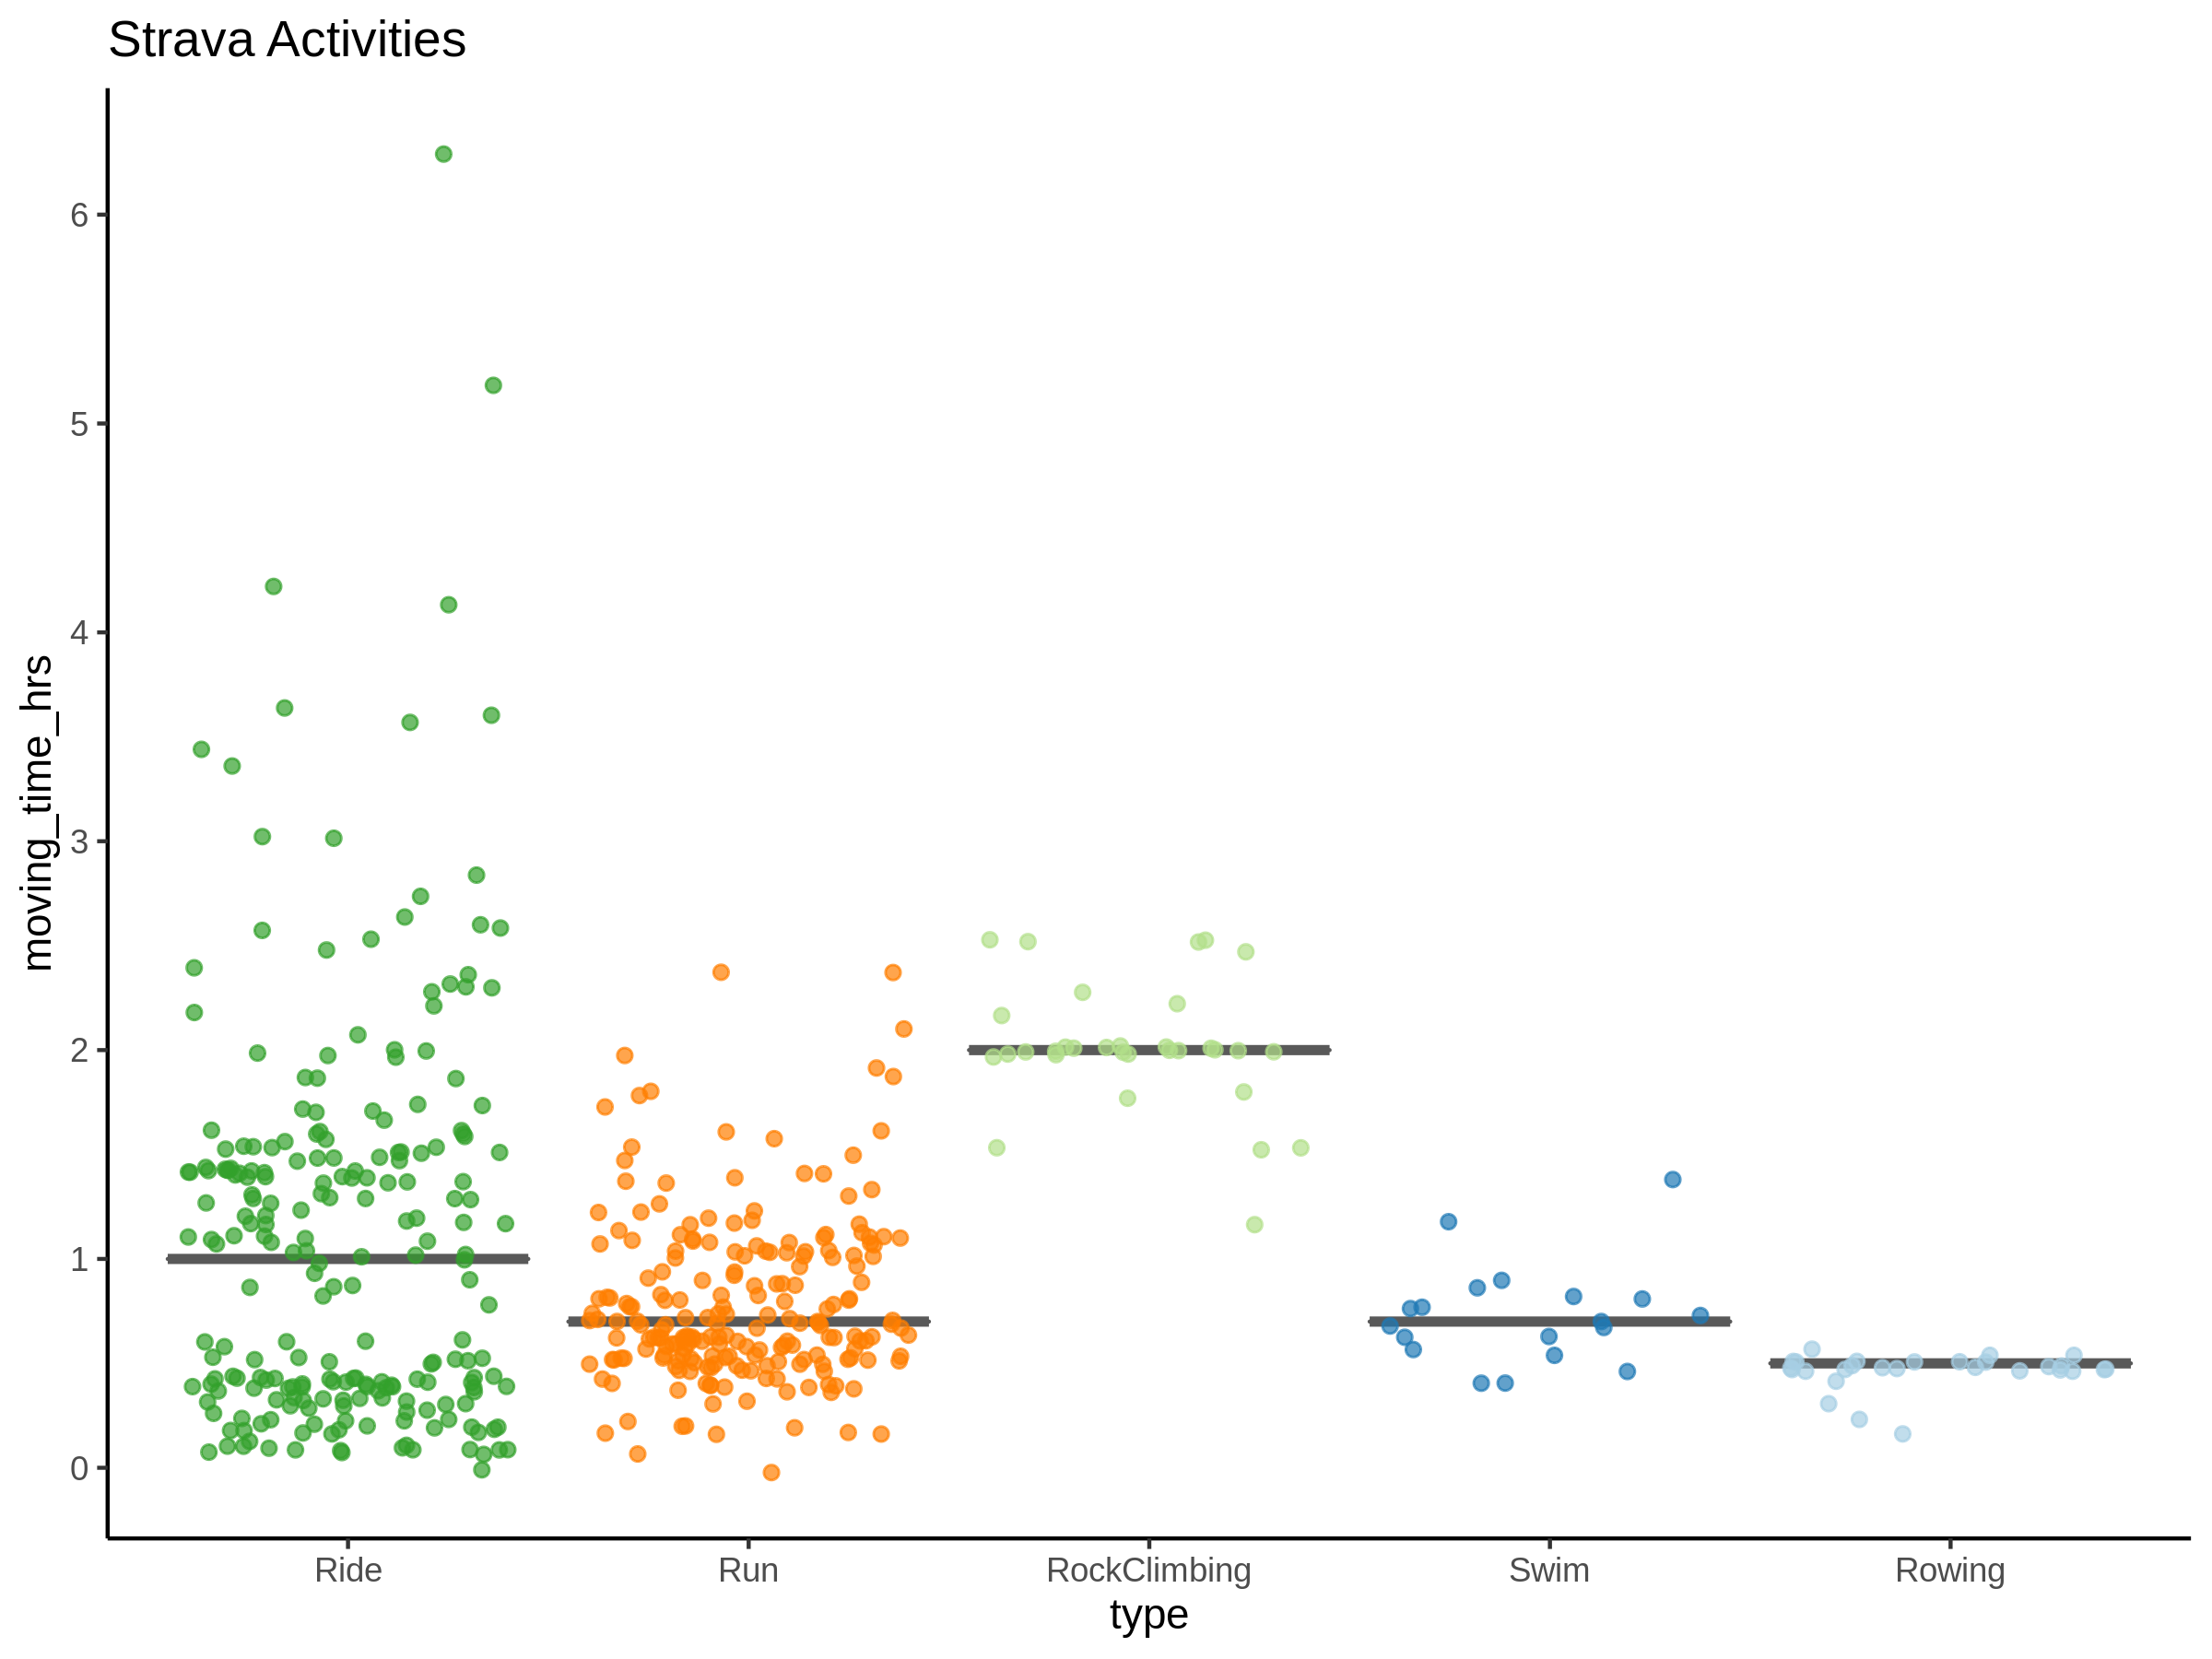 Strava Activities
6
5
4
3
2
1
0
moving_time_hrs
Ride Run RockClimbing Swim Rowing
type